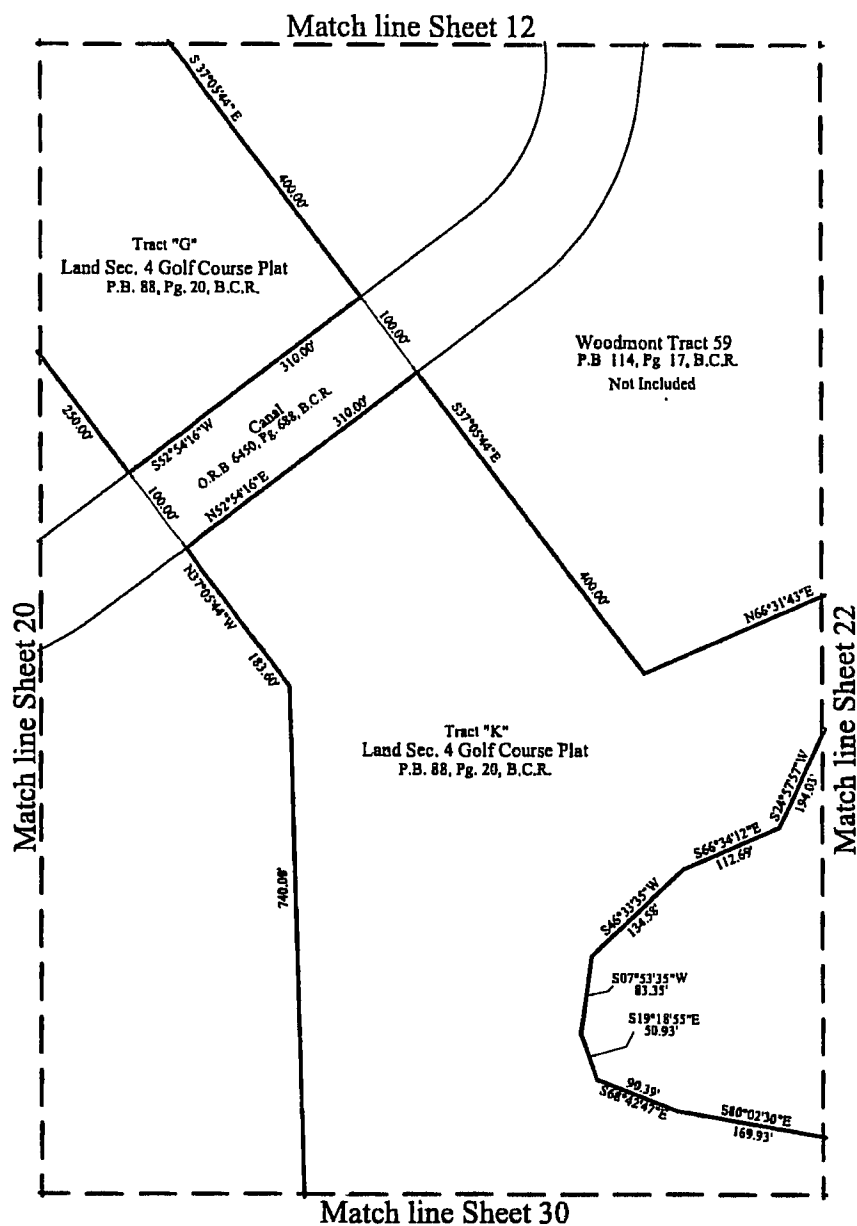 Match line Sheet 12
S 37°05'44" E
400.00'
Tract "G"
Land Sec. 4 Golf Course Plat
P.B. 88, Pg. 20, B.C.R.
100.00'
310.00'
Woodmont Tract 59
P.B 114, Pg 17, B.C.R.
Not Included
250.00'
S52°54'16"W
Canal
O.R.B 6450, Pg. 688, B.C.R.
310.00'
N52°54'16"E
100.00'
S37°05'44"E
400.00'
N37°05'44"W
183.60'
N66°31'43"E
Match line Sheet 20
Match line Sheet 22
Tract "K"
Land Sec. 4 Golf Course Plat
P.B. 88, Pg. 20, B.C.R.
S24°57'57"W
194.03'
S66°34'12"E
112.69'
S46°33'35"W
134.58'
740.08'
S07°53'35"W
83.35'
S19°18'55"E
50.93'
90.39'
S68°42'47"E
S80°02'30"E
169.93'
Match line Sheet 30